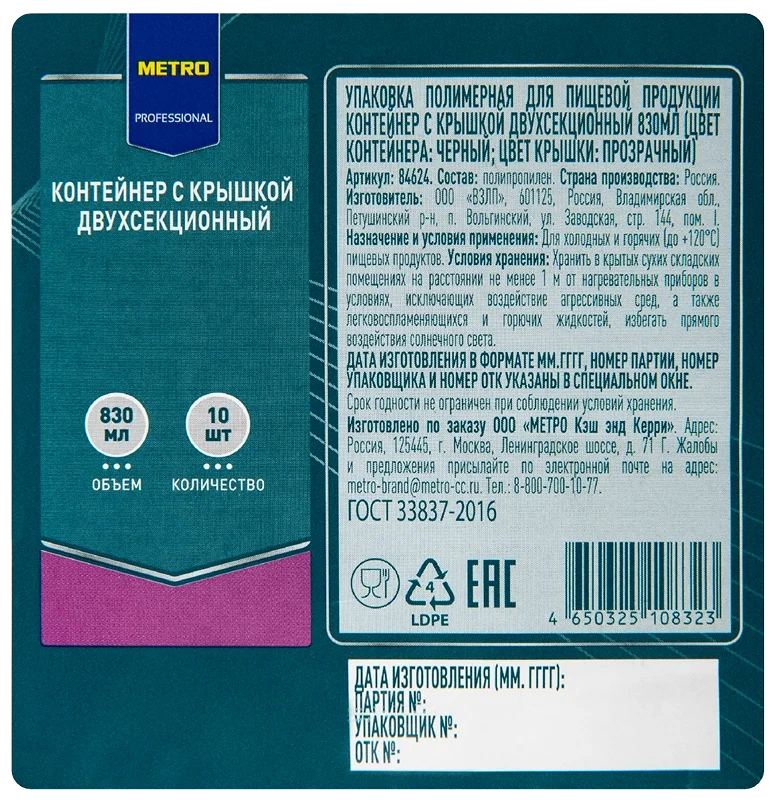 METRO
PROFESSIONAL
КОНТЕЙНЕР С КРЫШКОЙ
ДВУХСЕКЦИОННЫЙ
830
МЛ
ОБЪЕМ
10
ШТ
КОЛИЧЕСТВО
УПАКОВКА ПОЛИМЕРНАЯ ДЛЯ ПИЩЕВОЙ ПРОДУКЦИИ
КОНТЕЙНЕР С КРЫШКОЙ ДВУХСЕКЦИОННЫЙ 830МЛ (ЦВЕТ
КОНТЕЙНЕРА: ЧЕРНЫЙ; ЦВЕТ КРЫШКИ: ПРОЗРАЧНЫЙ)
Артикул: 84624. Состав: полипропилен. Страна производства: Россия.
Изготовитель: ООО «ВЗЛП», 601125, Россия, Владимирская обл.,
Петушинский р-н, п. Вольгинский, ул. Заводская, стр. 144, пом. I.
Назначение и условия применения: Для холодных и горячих (до +120°С)
пищевых продуктов. Условия хранения: Хранить в крытых сухих складских
помещениях на расстоянии не менее 1 м от нагревательных приборов в
условиях, исключающих воздействие агрессивных сред, а также
легковоспламеняющихся и горючих жидкостей, избегать прямого
воздействия солнечного света.
ДАТА ИЗГОТОВЛЕНИЯ В ФОРМАТЕ ММ.ГГГГ, НОМЕР ПАРТИИ, НОМЕР
УПАКОВЩИКА И НОМЕР ОТК УКАЗАНЫ В СПЕЦИАЛЬНОМ ОКНЕ.
Срок годности не ограничен при соблюдении условий хранения.
Изготовлено по заказу ООО «МЕТРО Кэш энд Керри». Адрес:
Россия, 125445, г. Москва, Ленинградское шоссе, д. 71 Г. Жалобы
и предложения присылайте по электронной почте на адрес:
metro-brand@metro-cc.ru. Тел.: 8-800-700-10-77.
ГОСТ 33837-2016
4
LDPE
EAC
4 650325 108323
ДАТА ИЗГОТОВЛЕНИЯ (ММ. ГГГГ):
ПАРТИЯ №:
УПАКОВЩИК №:
ОТК №: